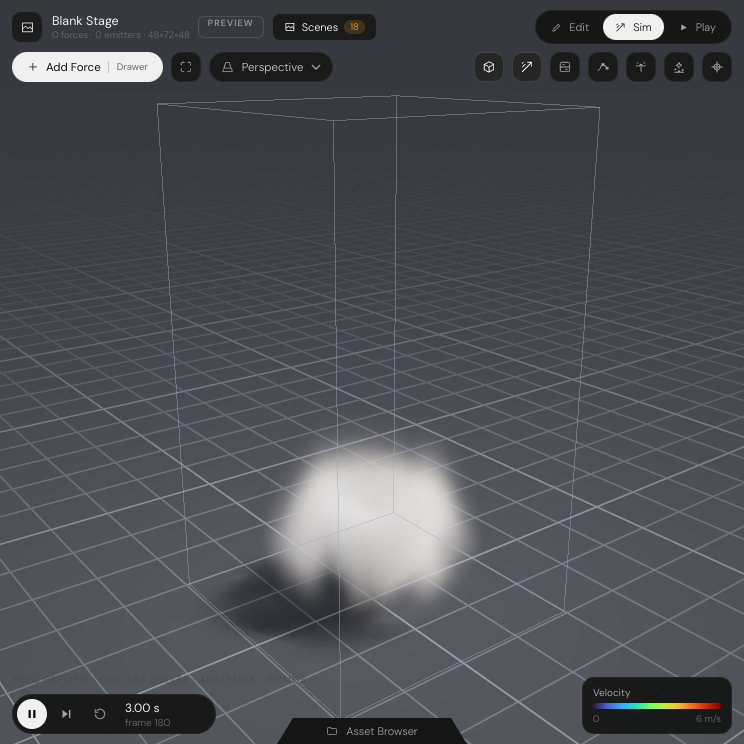 Blank Stage
0 forces · 0 emitters · 48×72×48
PREVIEW
Scenes 18
Edit
Sim
Play
Add Force
Drawer
Perspective
3.00 s
frame 180
Asset Browser
Velocity
0
6 m/s